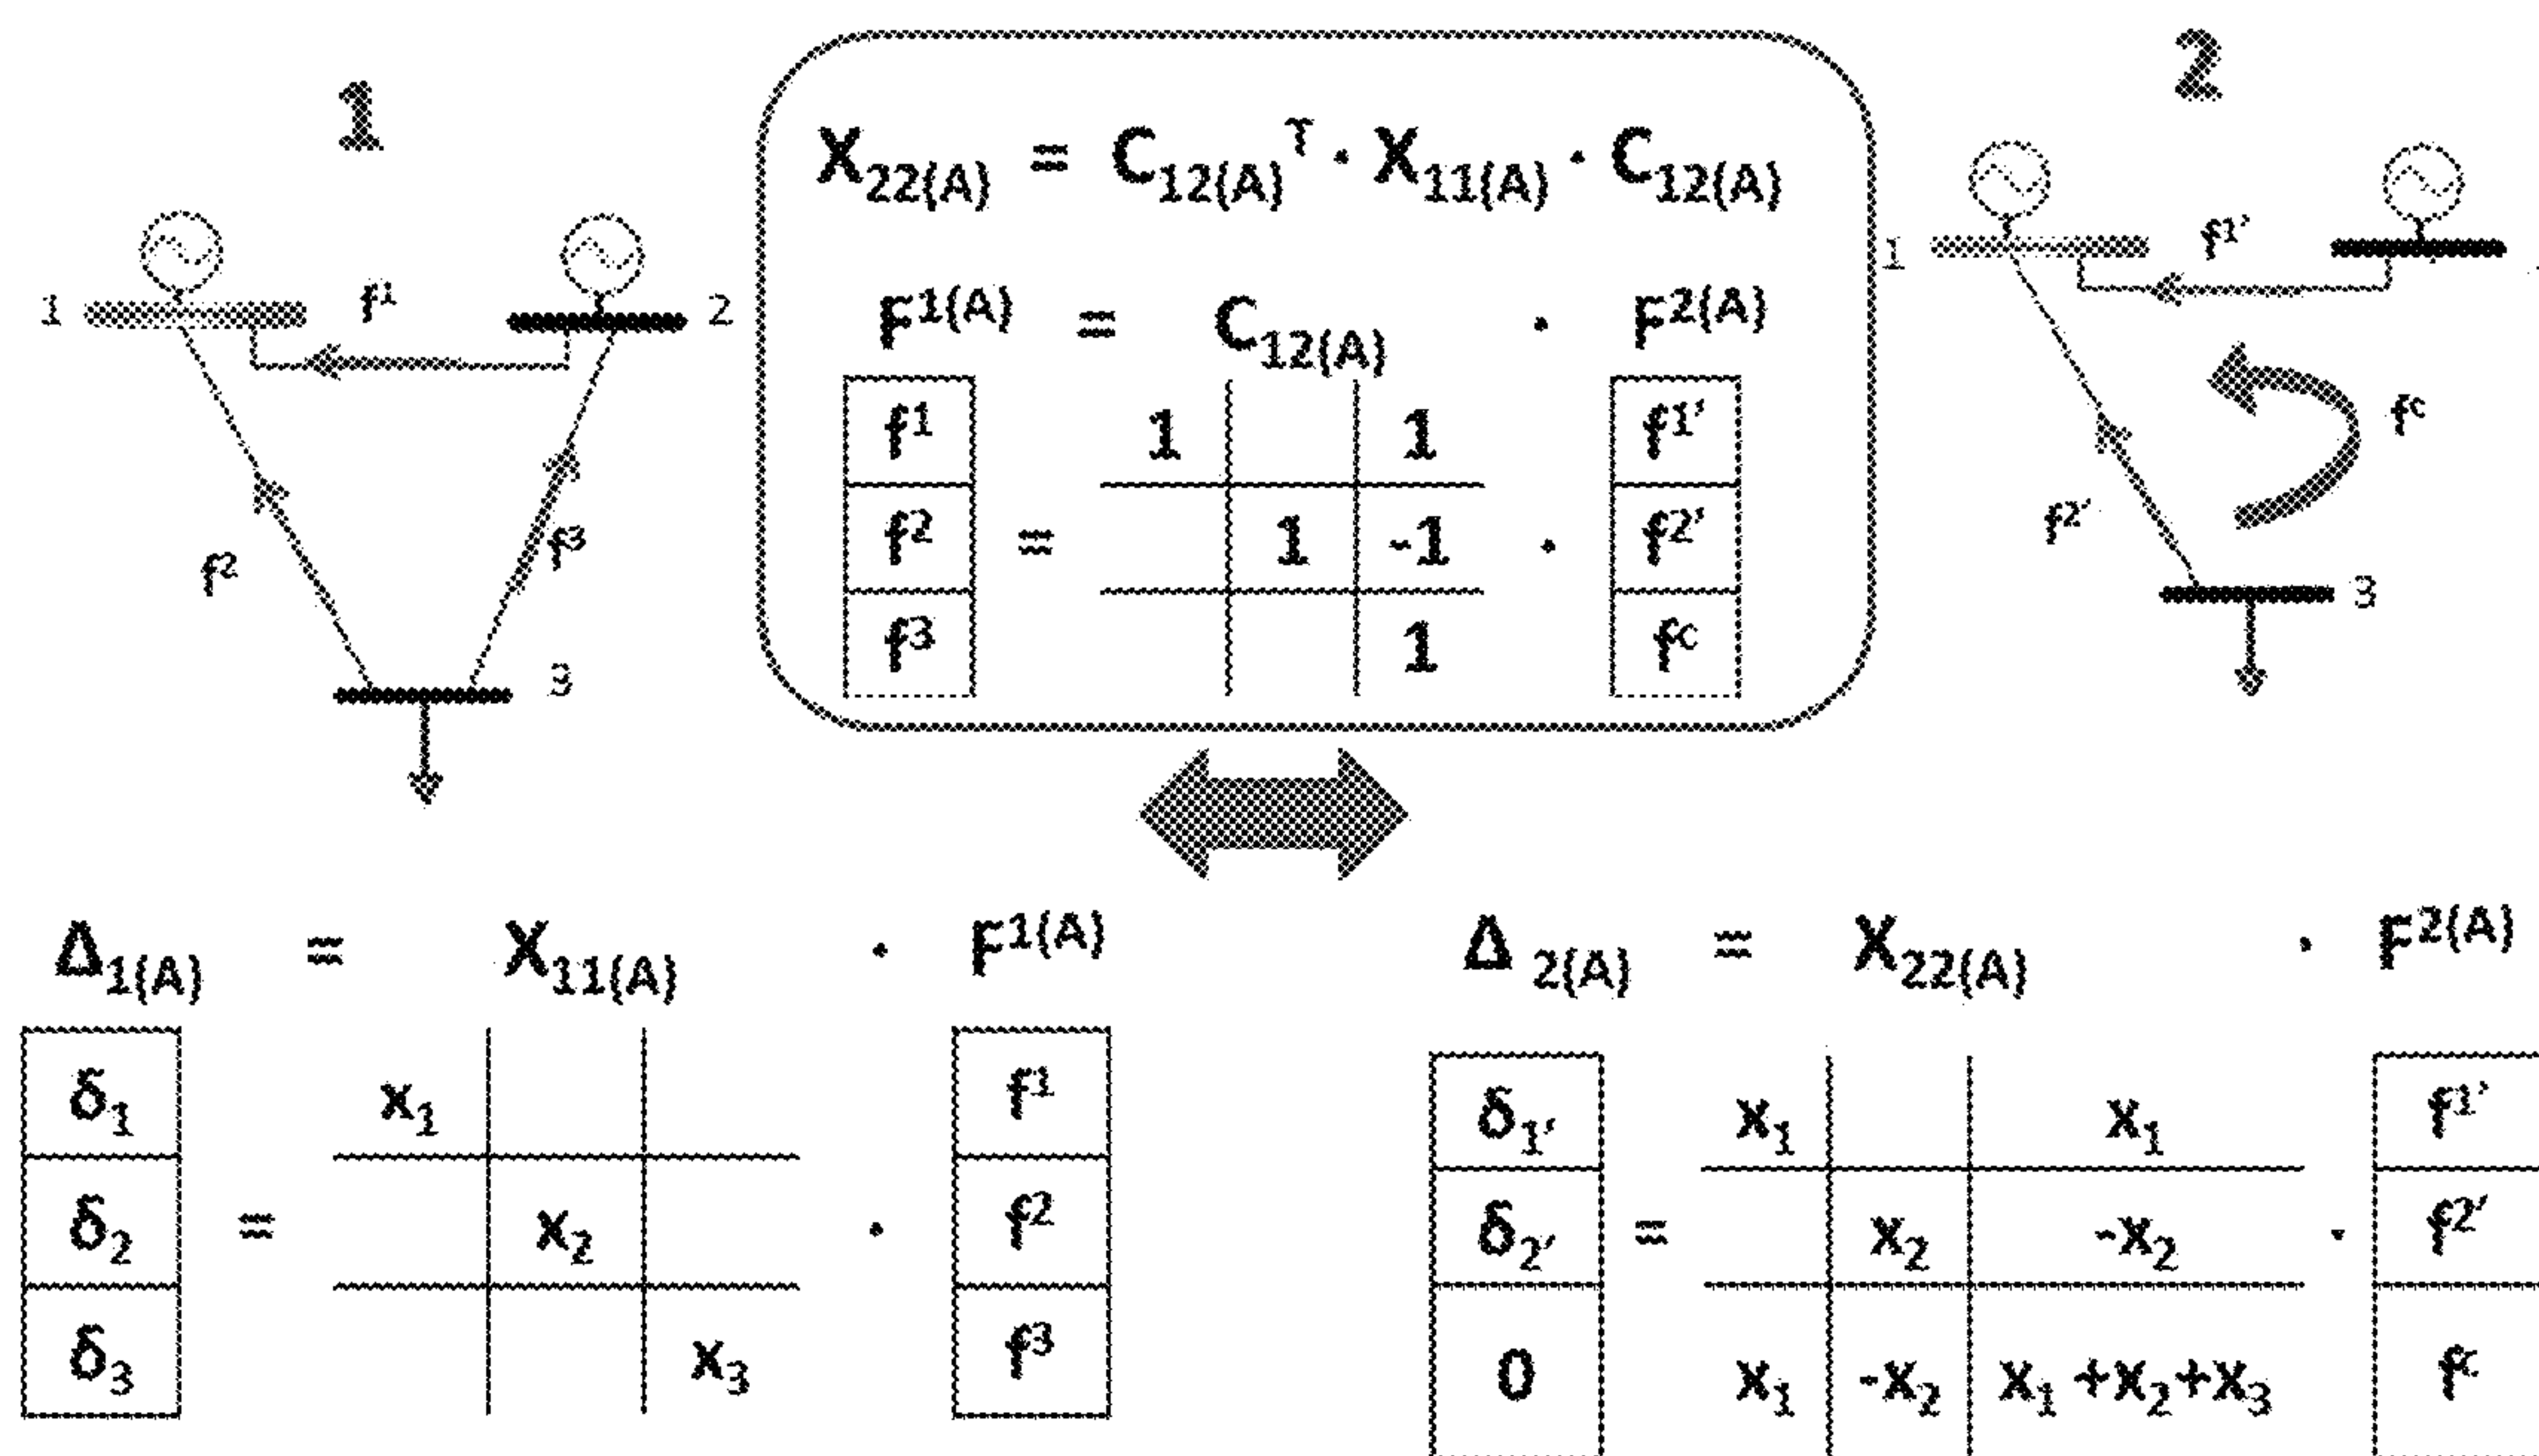 1
2
X₂₂₍A₎ = C₁₂₍A₎ᵀ · X₁₁₍A₎ · C₁₂₍A₎
F¹⁽ᴬ⁾ = C₁₂₍A₎ · F²⁽ᴬ⁾
f¹ = 1 1 · f¹'
f² = 1 -1 · f²'
f³ 1 fᶜ
1
f¹
2
f²
f³
3
1
f¹'
fᶜ
f²'
3
Δ₁₍A₎ = X₁₁₍A₎ · F¹⁽ᴬ⁾
δ₁ x₁ f¹
δ₂ = x₂ · f²
δ₃ x₃ f³
Δ₂₍A₎ = X₂₂₍A₎ · F²⁽ᴬ⁾
δ₁' x₁ x₁ f¹'
δ₂' = x₂ -x₂ · f²'
0 x₁ -x₂ x₁+x₂+x₃ fᶜ